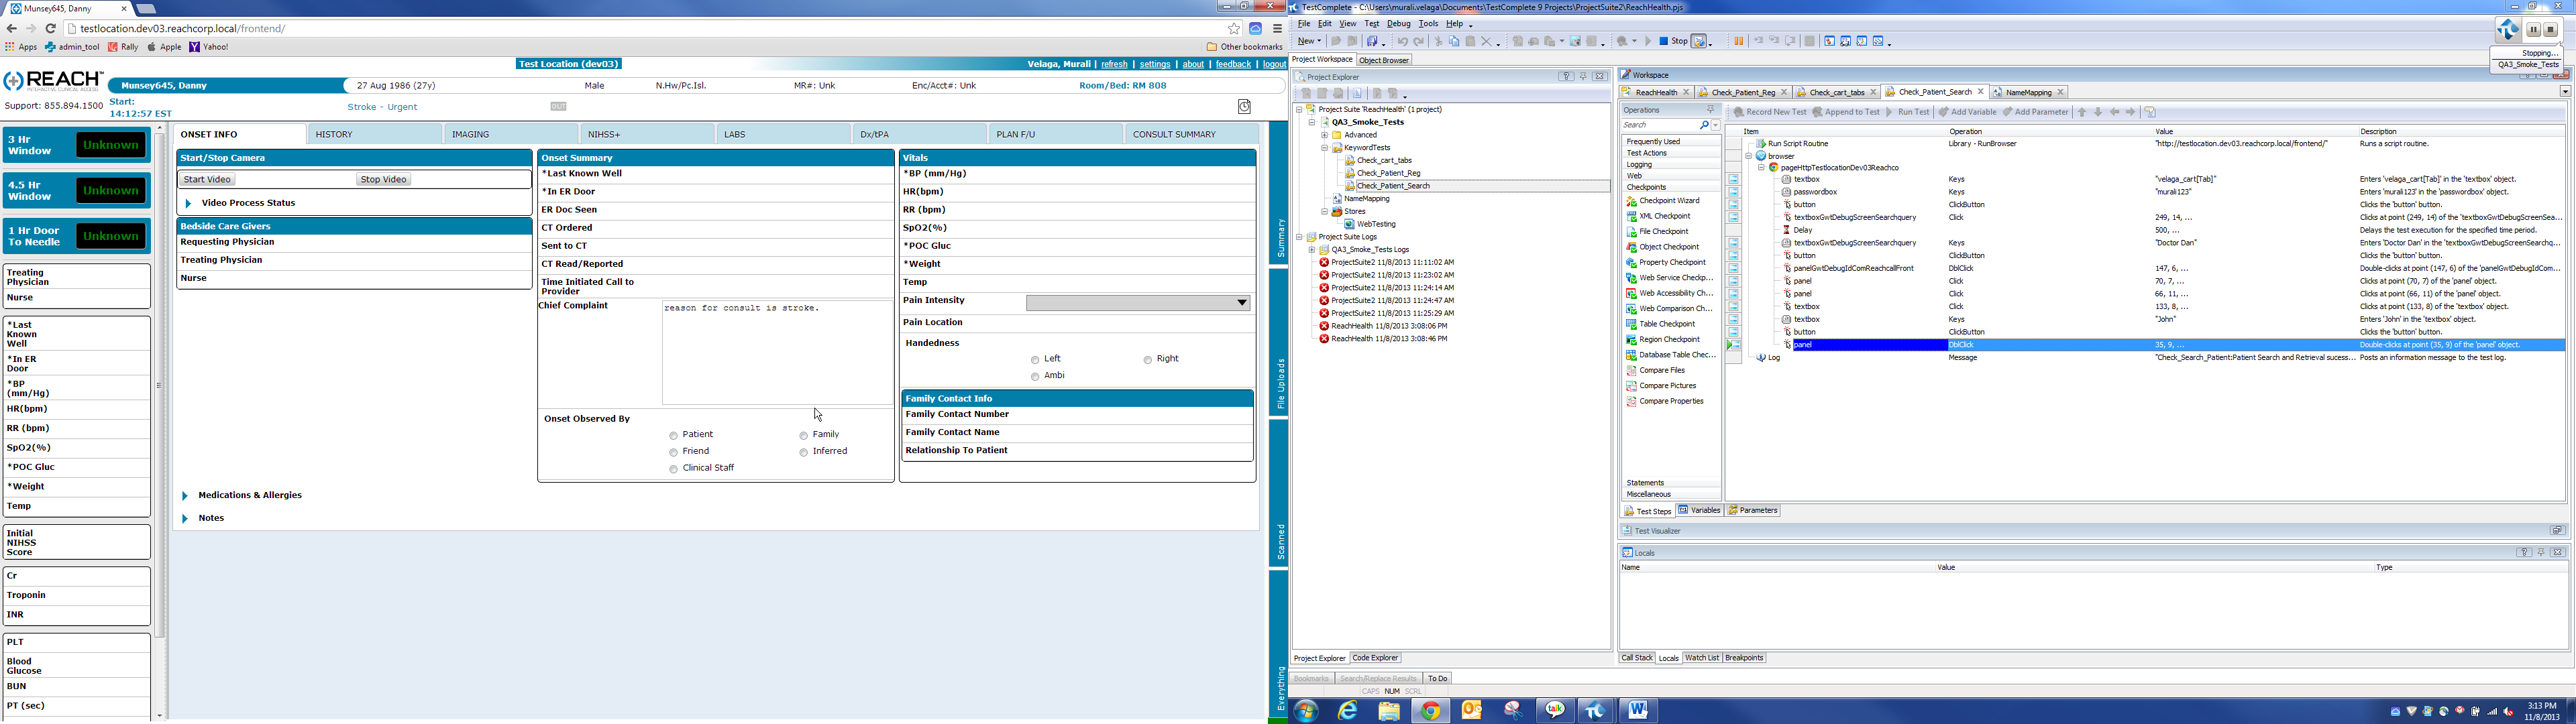 Munsey645, Danny
testlocation.dev03.reachcorp.local/frontend/
Apps admin_tool Rally Apple Yahoo! Other bookmarks
Test Location (dev03) Velaga, Murali | refresh | settings | about | feedback | logout
REACH™
Munsey645, Danny 27 Aug 1986 (27y) Male N.Hw/Pc.Isl. MR#: Unk Enc/Acct#: Unk Room/Bed: RM 808
Support: 855.894.1500 Start:
14:12:57 EST
Stroke - Urgent
OUT
3 Hr
Window
Unknown
4.5 Hr
Window
Unknown
1 Hr Door
To Needle
Unknown
Treating
Physician
Nurse
*Last
Known
Well
*In ER
Door
*BP
(mm/Hg)
HR(bpm)
RR (bpm)
SpO2(%)
*POC Gluc
*Weight
Temp
Initial
NIHSS
Score
Cr
Troponin
INR
PLT
Blood
Glucose
BUN
PT (sec)
ONSET INFO HISTORY IMAGING NIHSS+ LABS Dx/tPA PLAN F/U CONSULT SUMMARY
Start/Stop Camera
Start Video Stop Video
Video Process Status
Bedside Care Givers
Requesting Physician
Treating Physician
Nurse
Onset Summary
*Last Known Well
*In ER Door
ER Doc Seen
CT Ordered
Sent to CT
CT Read/Reported
Time Initiated Call to
Provider
Chief Complaint
reason for consult is stroke.
Onset Observed By
Patient Family
Friend Inferred
Clinical Staff
Vitals
*BP (mm/Hg)
HR(bpm)
RR (bpm)
SpO2(%)
*POC Gluc
*Weight
Temp
Pain Intensity
Pain Location
Handedness
Left Right
Ambi
Family Contact Info
Family Contact Number
Family Contact Name
Relationship To Patient
Medications & Allergies
Notes
Summary
File Uploads
Scanned
Everything
TestComplete - C:\Users\murali.velaga\Documents\TestComplete 9 Projects\ProjectSuite2\ReachHealth.pjs
File Edit View Test Debug Tools Help
New Stop
Stopping...
QA3_Smoke_Tests
Project Workspace Object Browser
Project Explorer
Project Suite 'ReachHealth' (1 project)
QA3_Smoke_Tests
Advanced
KeywordTests
Check_cart_tabs
Check_Patient_Reg
Check_Patient_Search
NameMapping
Stores
WebTesting
Project Suite Logs
QA3_Smoke_Tests Logs
ProjectSuite2 11/8/2013 11:11:02 AM
ProjectSuite2 11/8/2013 11:23:02 AM
ProjectSuite2 11/8/2013 11:24:14 AM
ProjectSuite2 11/8/2013 11:24:47 AM
ProjectSuite2 11/8/2013 11:25:29 AM
ReachHealth 11/8/2013 3:08:06 PM
ReachHealth 11/8/2013 3:08:46 PM
Project Explorer Code Explorer
Workspace
ReachHealth Check_Patient_Reg Check_cart_tabs Check_Patient_Search NameMapping
Operations
Search
Frequently Used
Test Actions
Logging
Web
Checkpoints
Checkpoint Wizard
XML Checkpoint
File Checkpoint
Object Checkpoint
Property Checkpoint
Web Service Checkp...
Web Accessibility Ch...
Web Comparison Ch...
Table Checkpoint
Region Checkpoint
Database Table Chec...
Compare Files
Compare Pictures
Compare Properties
Statements
Miscellaneous
Record New Test Append to Test Run Test Add Variable Add Parameter
Item Operation Value Description
Run Script Routine Library - RunBrowser "http://testlocation.dev03.reachcorp.local/frontend/" Runs a script routine.
browser
pageHttpTestlocationDev03Reachco
textbox Keys "velaga_cart[Tab]" Enters 'velaga_cart[Tab]' in the 'textbox' object.
passwordbox Keys "murali123" Enters 'murali123' in the 'passwordbox' object.
button ClickButton Clicks the 'button' button.
textboxGwtDebugScreenSearchquery Click 249, 14, ... Clicks at point (249, 14) of the 'textboxGwtDebugScreenSea...
Delay 500, ... Delays the test execution for the specified time period.
textboxGwtDebugScreenSearchquery Keys "Doctor Dan" Enters 'Doctor Dan' in the 'textboxGwtDebugScreenSearchq...
button ClickButton Clicks the 'button' button.
panelGwtDebugIdComReachcallFront DblClick 147, 6, ... Double-clicks at point (147, 6) of the 'panelGwtDebugIdCom...
panel Click 70, 7, ... Clicks at point (70, 7) of the 'panel' object.
panel Click 66, 11, ... Clicks at point (66, 11) of the 'panel' object.
textbox Click 133, 8, ... Clicks at point (133, 8) of the 'textbox' object.
textbox Keys "John" Enters 'John' in the 'textbox' object.
button ClickButton Clicks the 'button' button.
panel DblClick 35, 9, ... Double-clicks at point (35, 9) of the 'panel' object.
Log Message "Check_Search_Patient:Patient Search and Retrieval sucess... Posts an information message to the test log.
Test Steps Variables Parameters
Test Visualizer
Locals
Name Value Type
Call Stack Locals Watch List Breakpoints
Bookmarks Search/Replace Results To Do
CAPS NUM SCRL
talk
3:13 PM
11/8/2013